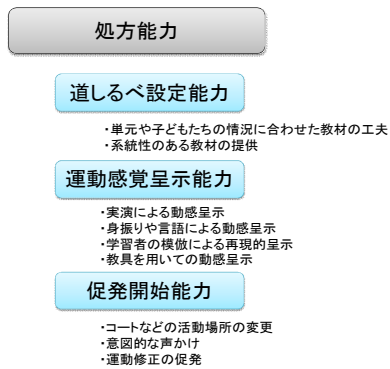 処方能力
道しるべ設定能力
・単元や子どもたちの情況に合わせた教材の工夫
・系統性のある教材の提供
運動感覚呈示能力
・実演による動感呈示
・身振りや言語による動感呈示
・学習者の模倣による再現的呈示
・教具を用いての動感呈示
促発開始能力
・コートなどの活動場所の変更
・意図的な声かけ
・運動修正の促発